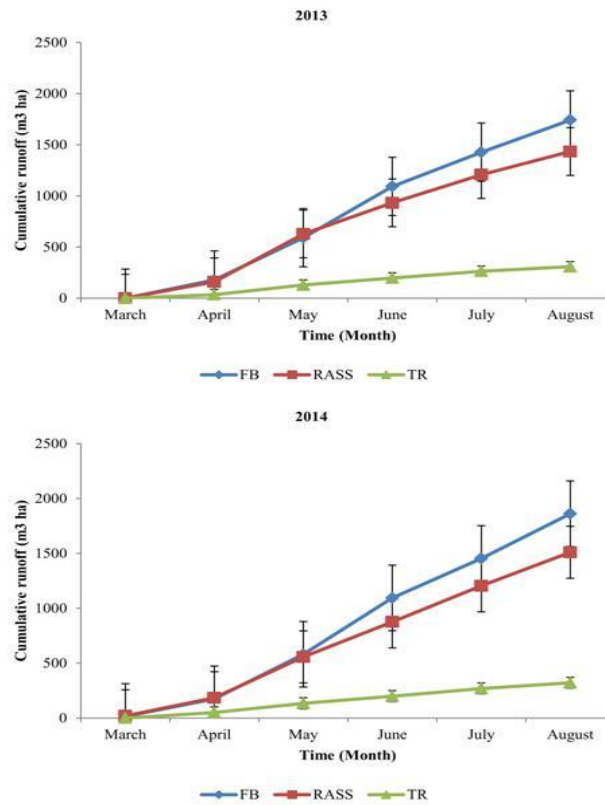 2013
Cumulative runoff (m3 ha)
2500
2000
1500
1000
500
0
March April May June July August
Time (Month)
FB RASS TR
2014
Cumulative runoff (m3 ha)
2500
2000
1500
1000
500
0
March April May June July August
Time (Month)
FB RASS TR